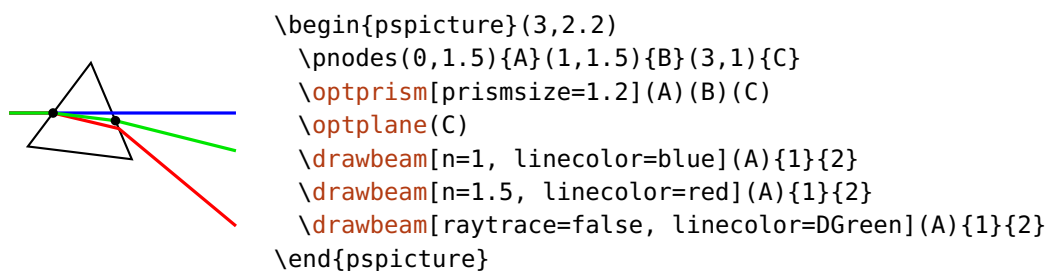 \begin{pspicture}(3,2.2)
  \pnodes(0,1.5){A}(1,1.5){B}(3,1){C}
  \optprism[prismsize=1.2](A)(B)(C)
  \optplane(C)
  \drawbeam[n=1, linecolor=blue](A){1}{2}
  \drawbeam[n=1.5, linecolor=red](A){1}{2}
  \drawbeam[raytrace=false, linecolor=DGreen](A){1}{2}
\end{pspicture}